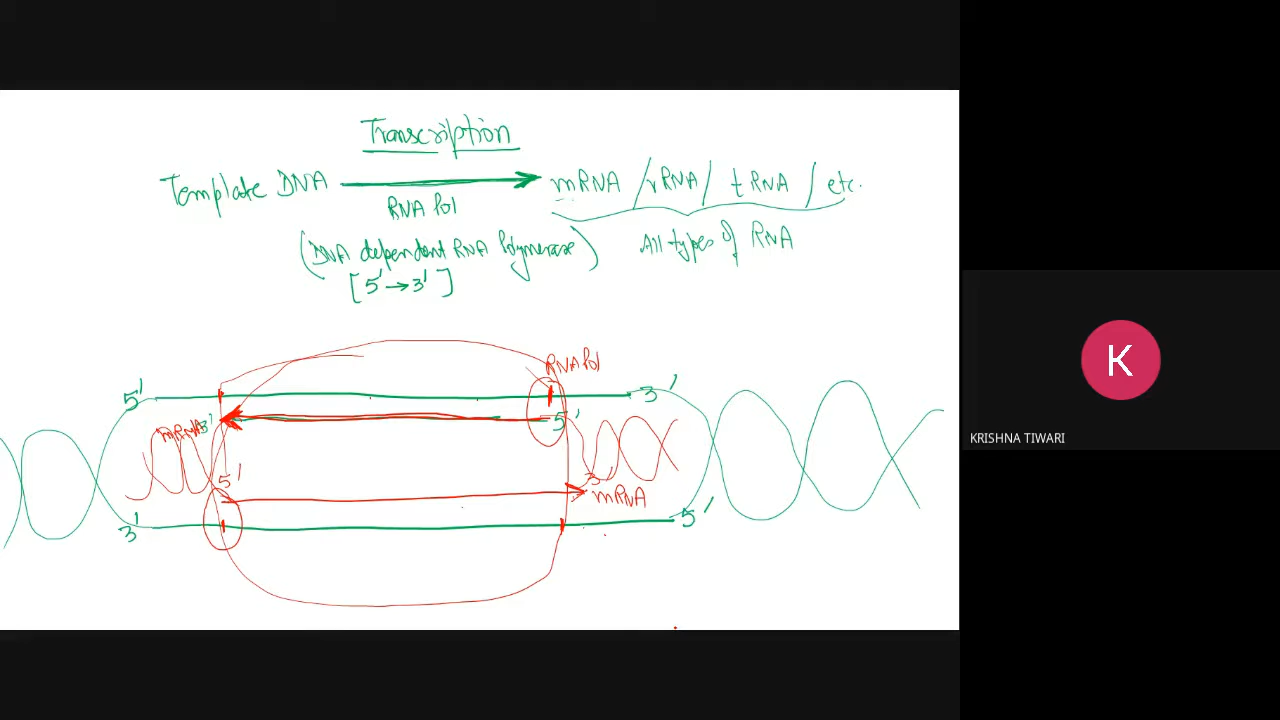 Transcription
Template DNA → mRNA / rRNA / tRNA / etc.
RNA Pol
(DNA dependent RNA Polymerase) All types of RNA
[5' → 3']
RNA Pol
5' 3'
mRNA 3' 5'
5' 3'
mRNA
3' 5'
K
KRISHNA TIWARI